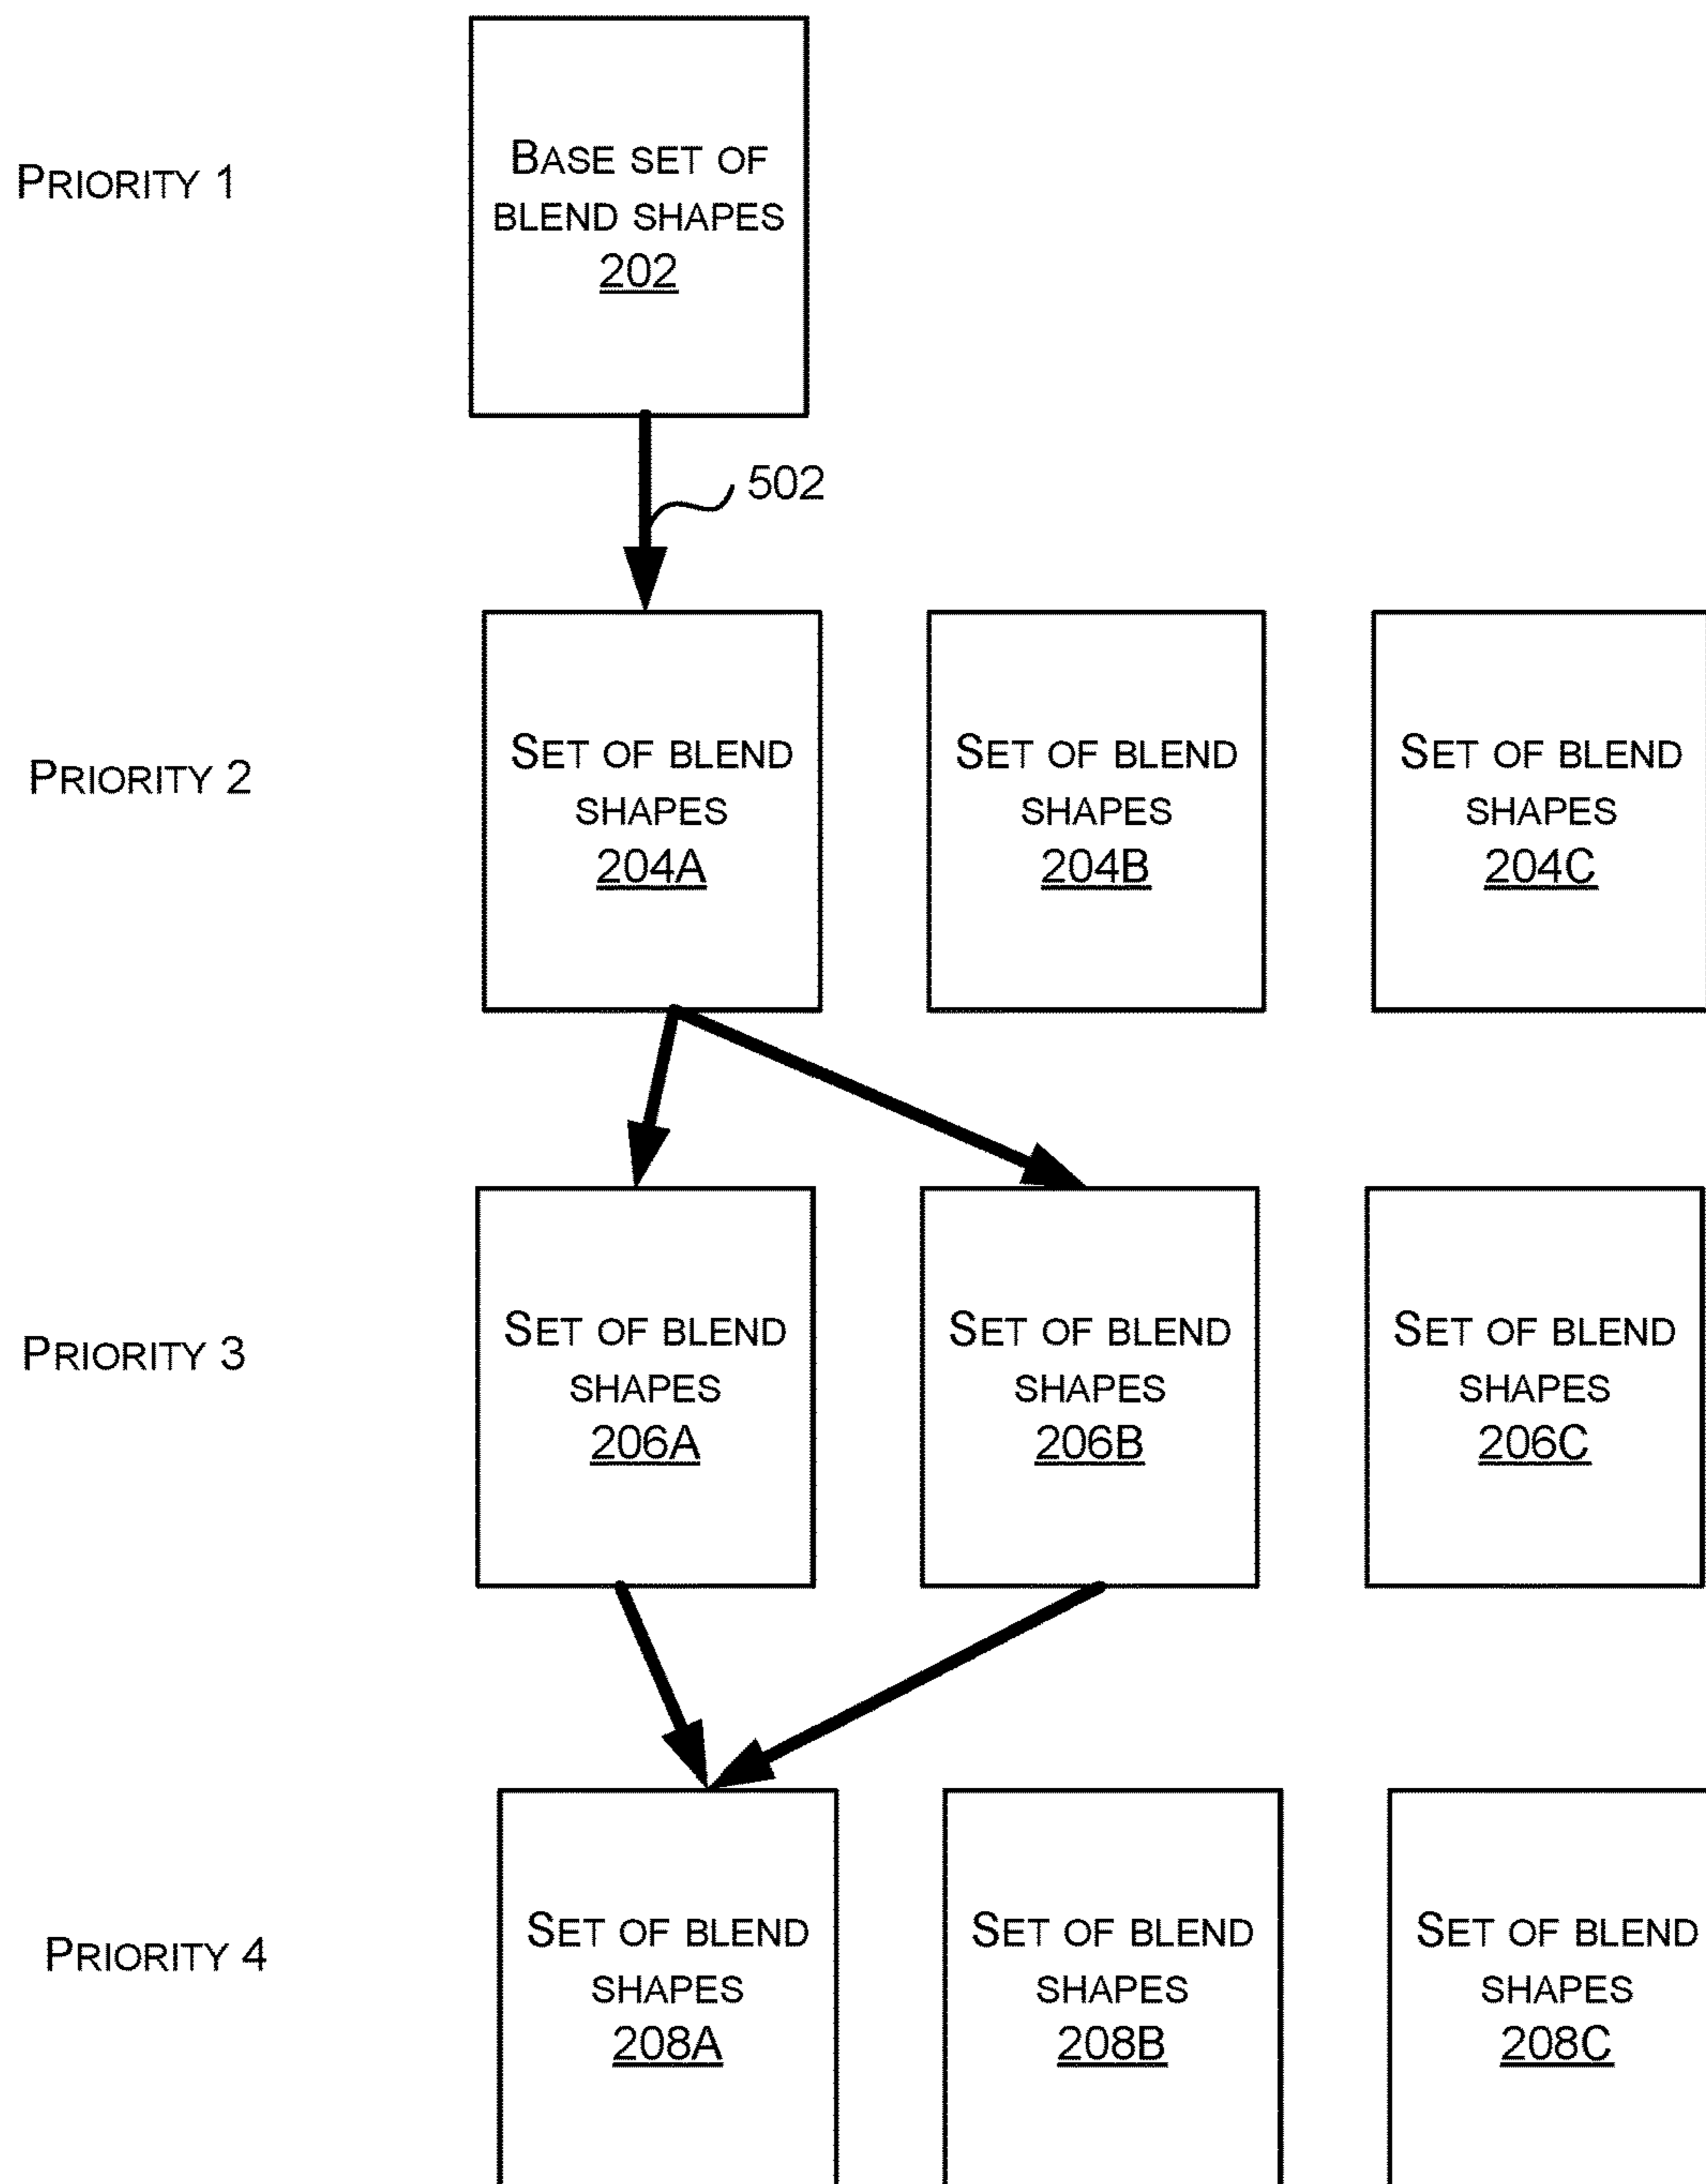 PRIORITY 1
BASE SET OF
BLEND SHAPES
202
502
PRIORITY 2
SET OF BLEND
SHAPES
204A
SET OF BLEND
SHAPES
204B
SET OF BLEND
SHAPES
204C
PRIORITY 3
SET OF BLEND
SHAPES
206A
SET OF BLEND
SHAPES
206B
SET OF BLEND
SHAPES
206C
PRIORITY 4
SET OF BLEND
SHAPES
208A
SET OF BLEND
SHAPES
208B
SET OF BLEND
SHAPES
208C